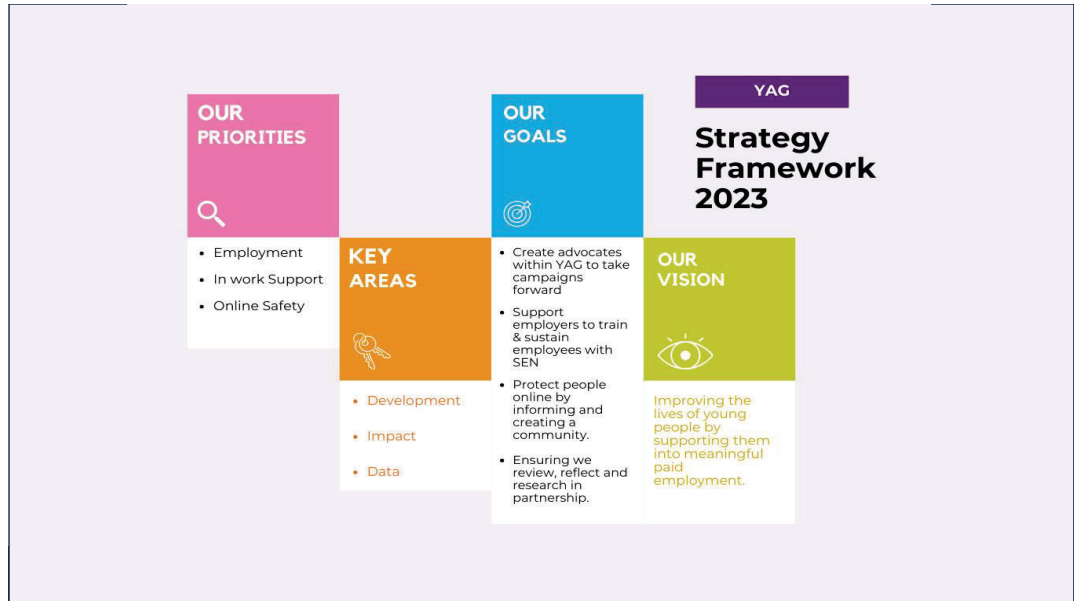 YAG
Strategy
Framework
2023
OUR
PRIORITIES
• Employment
• In work Support
• Online Safety
KEY
AREAS
• Development
• Impact
• Data
OUR
GOALS
• Create advocates
within YAG to take
campaigns
forward
• Support
employers to train
& sustain
employees with
SEN
• Protect people
online by
informing and
creating a
community.
• Ensuring we
review, reflect and
research in
partnership.
OUR
VISION
Improving the
lives of young
people by
supporting them
into meaningful
paid
employment.